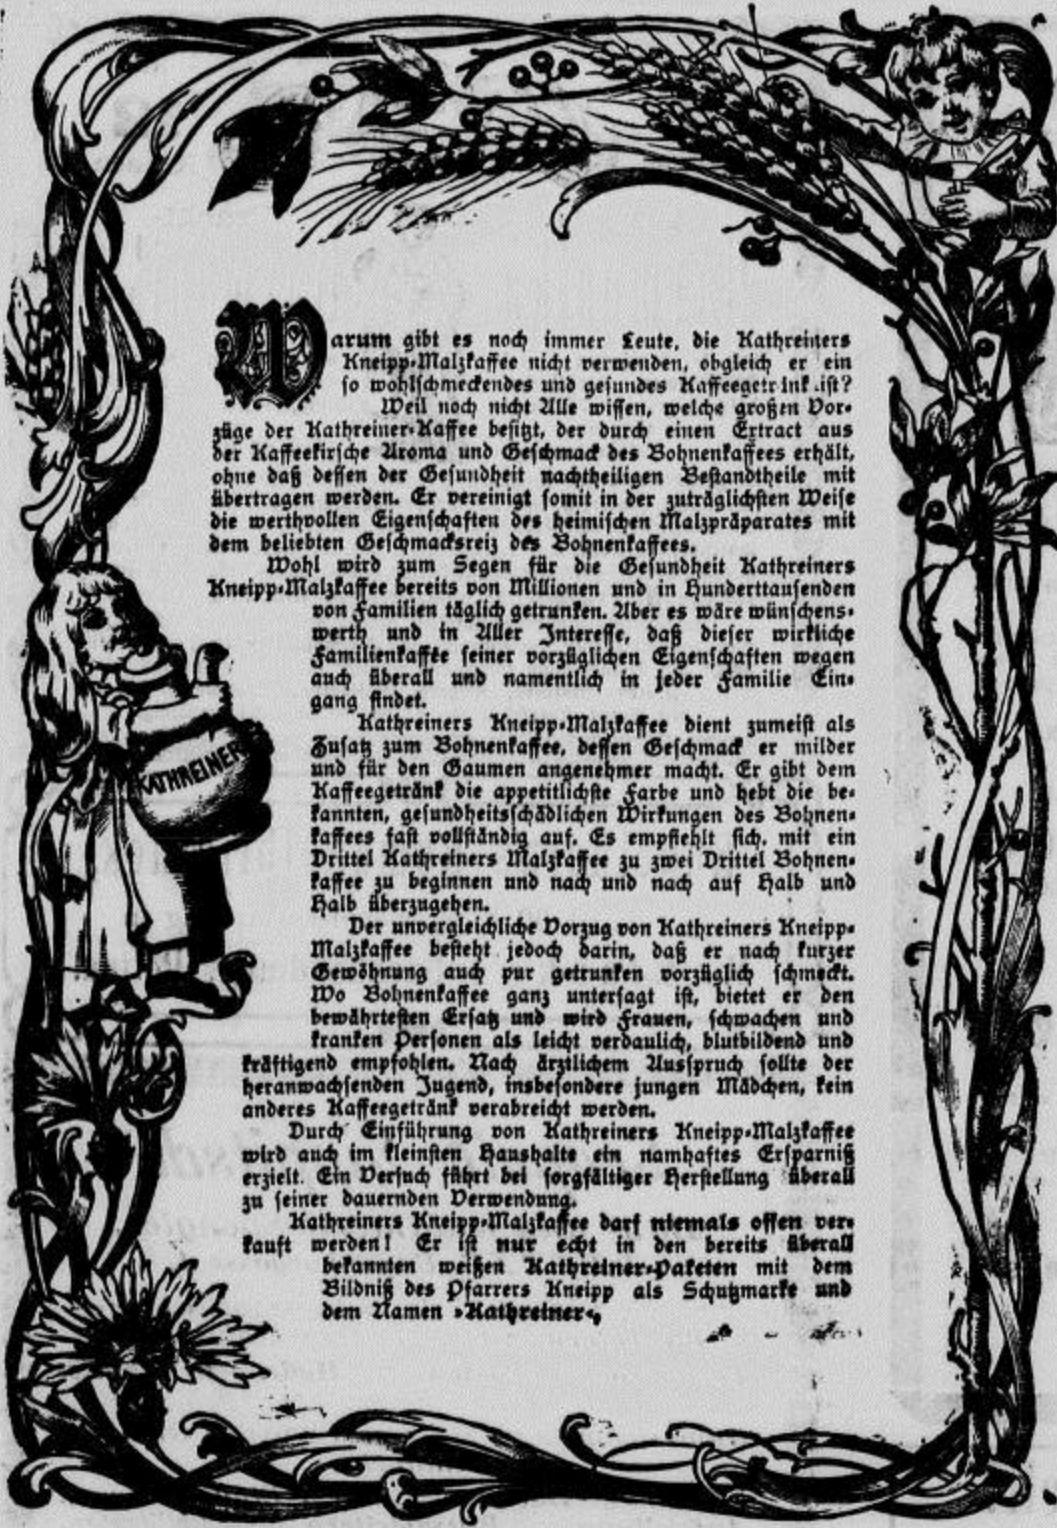 Warum gibt es noch immer Leute, die Kathreiners
Kneipp-Malzkaffee nicht verwenden, obgleich er ein
so wohlschmeckendes und gesundes Kaffeegetränk ist?
Weil noch nicht Alle wissen, welche großen Vor-
züge der Kathreiner-Kaffee besitzt, der durch einen Extract aus
der Kaffeekirsche Aroma und Geschmack des Bohnenkaffees erhält,
ohne daß dessen der Gesundheit nachtheiligen Bestandtheile mit
übertragen werden. Er vereinigt somit in der zuträglichsten Weise
die werthvollen Eigenschaften des heimischen Malzpräparates mit
dem beliebten Geschmacksreiz des Bohnenkaffees.
Wohl wird zum Segen für die Gesundheit Kathreiners
Kneipp-Malzkaffee bereits von Millionen und in Hunderttausenden
von Familien täglich getrunken. Aber es wäre wünschens-
werth und in Aller Interesse, daß dieser wirkliche
Familienkaffee seiner vorzüglichen Eigenschaften wegen
auch überall und namentlich in jeder Familie Ein-
gang findet.
Kathreiners Kneipp-Malzkaffee dient zumeist als
Zusatz zum Bohnenkaffee, dessen Geschmack er milder
und für den Gaumen angenehmer macht. Er gibt dem
Kaffeegetränk die appetitlichste Farbe und hebt die be-
kannten, gesundheitsschädlichen Wirkungen des Bohnen-
kaffees fast vollständig auf. Es empfiehlt sich, mit ein
Drittel Kathreiners Malzkaffee zu zwei Drittel Bohnen-
kaffee zu beginnen und nach und nach auf Halb und
Halb überzugehen.
Der unvergleichliche Vorzug von Kathreiners Kneipp-
Malzkaffee besteht jedoch darin, daß er nach kurzer
Gewöhnung auch pur getrunken vorzüglich schmeckt.
Wo Bohnenkaffee ganz untersagt ist, bietet er den
bewährtesten Ersatz und wird Frauen, schwachen und
kranken Personen als leicht verdaulich, blutbildend und
kräftigend empfohlen. Nach ärztlichem Ausspruch sollte der
heranwachsenden Jugend, insbesondere jungen Mädchen, kein
anderes Kaffeegetränk verabreicht werden.
Durch Einführung von Kathreiners Kneipp-Malzkaffee
wird auch im kleinsten Haushalte ein namhaftes Ersparniß
erzielt. Ein Versuch führt bei sorgfältiger Herstellung überall
zu seiner dauernden Verwendung.
Kathreiners Kneipp-Malzkaffee darf niemals offen ver-
kauft werden! Er ist nur echt in den bereits überall
bekannten weißen Kathreiner-Paketen mit dem
Bildniß des Pfarrers Kneipp als Schutzmarke und
dem Namen »Kathreiner«.
KATHREINER